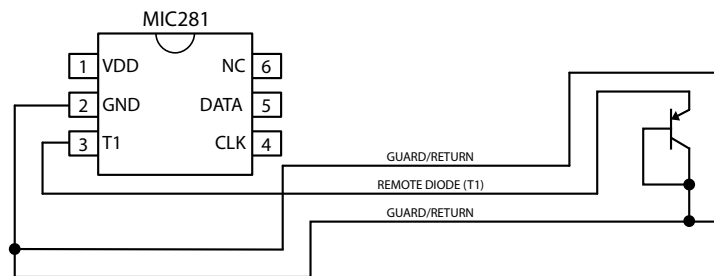 MIC281
1 VDD NC 6
2 GND DATA 5
3 T1 CLK 4
GUARD/RETURN
REMOTE DIODE (T1)
GUARD/RETURN